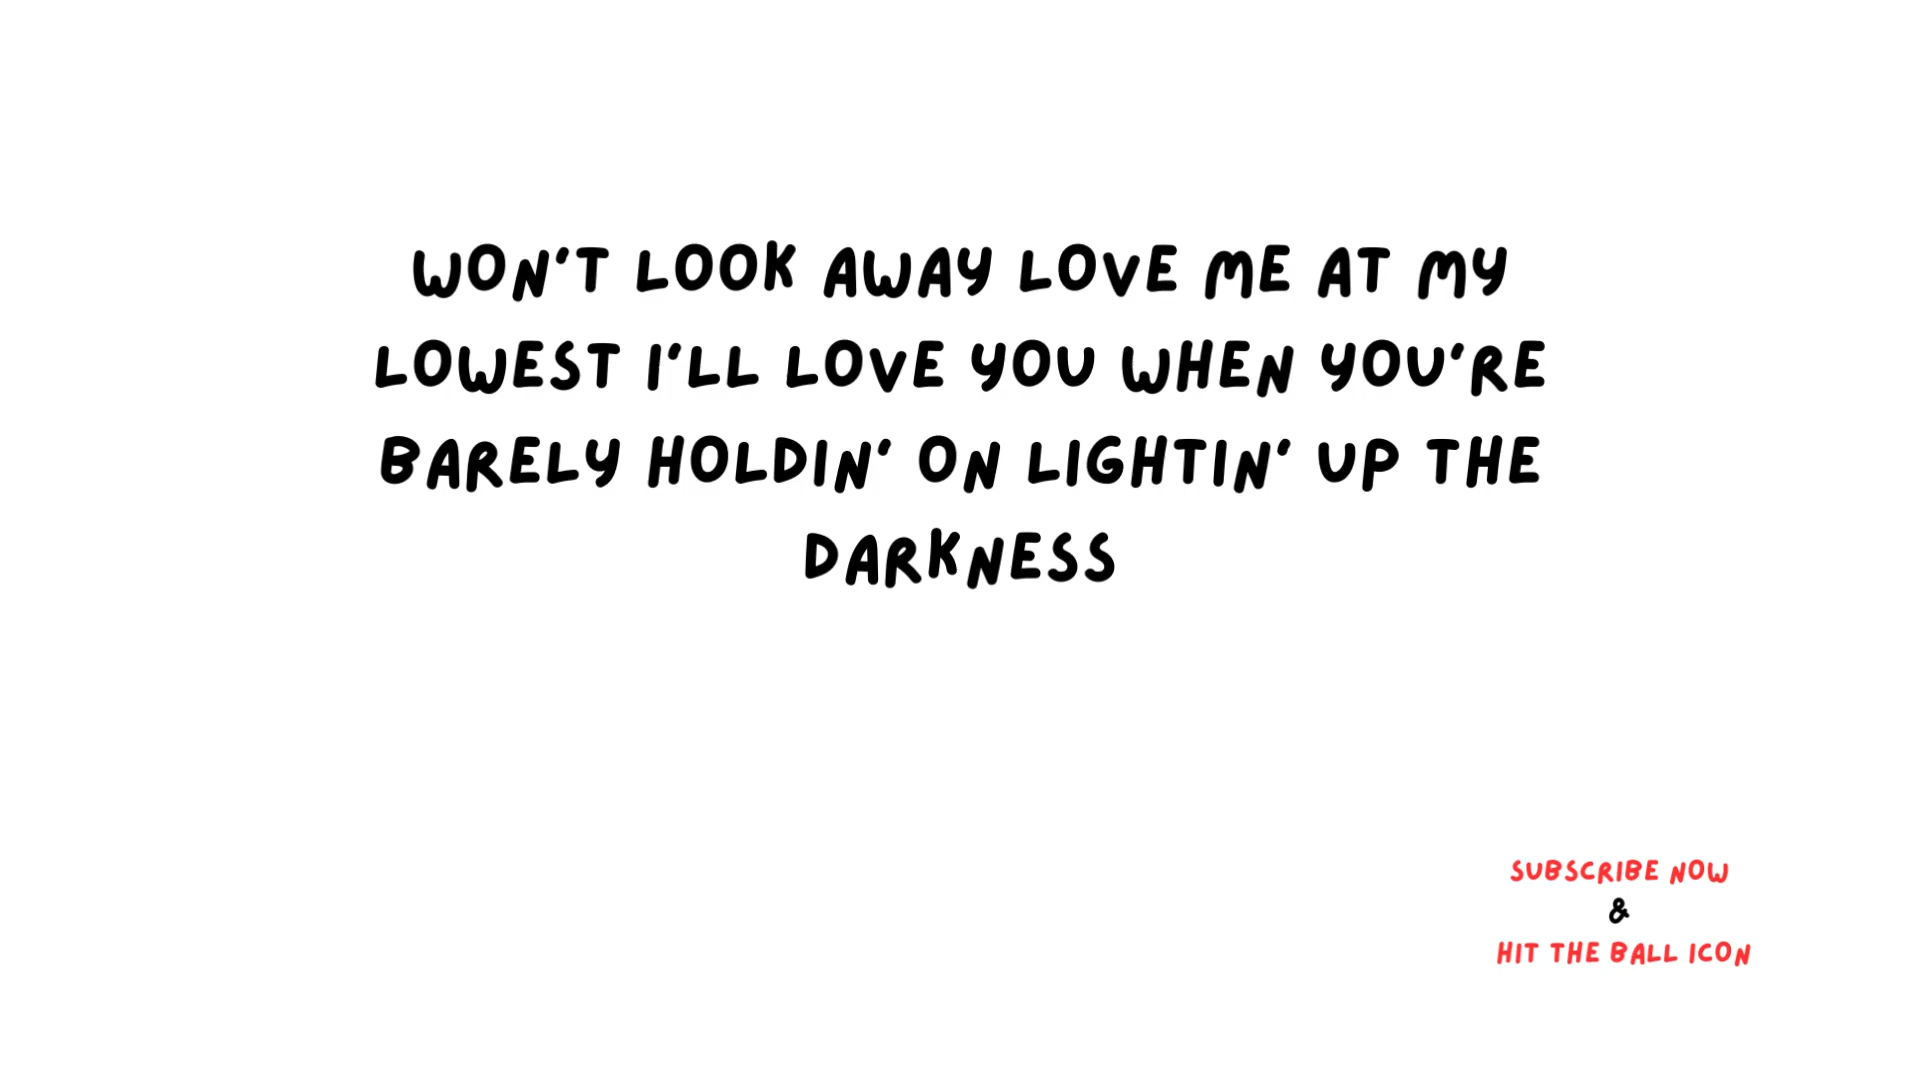 WON'T LOOK AWAY LOVE ME AT MY
LOWEST I'LL LOVE YOU WHEN YOU'RE
BARELY HOLDIN' ON LIGHTIN' UP THE
DARKNESS
SUBSCRIBE NOW
&
HIT THE BALL ICON